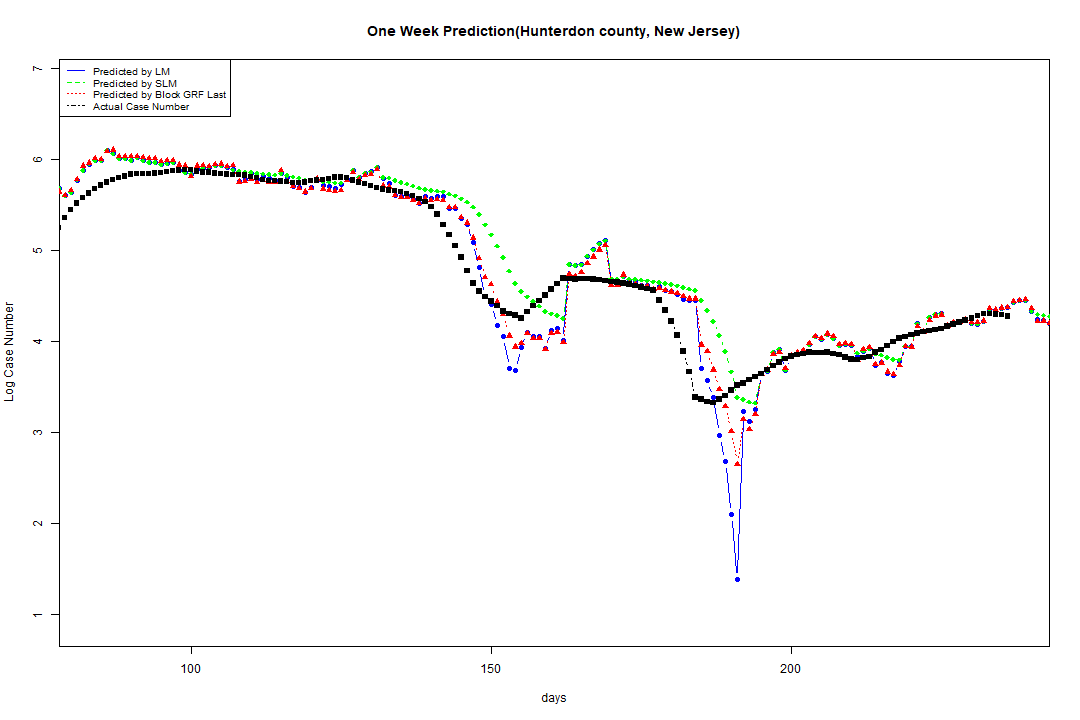 One Week Prediction(Hunterdon county, New Jersey)
Predicted by LM
Predicted by SLM
Predicted by Block GRF Last
Actual Case Number
7
6
5
4
3
2
1
Log Case Number
100 150 200
days